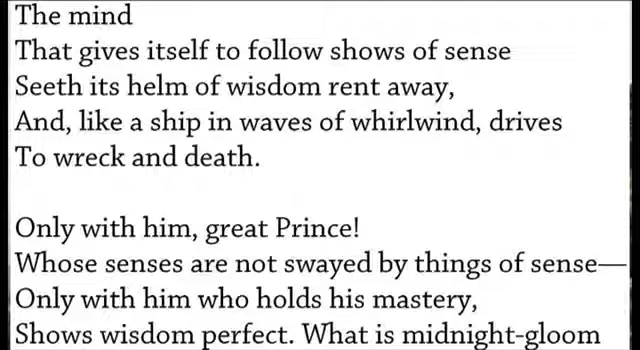 The mind
That gives itself to follow shows of sense
Seeth its helm of wisdom rent away,
And, like a ship in waves of whirlwind, drives
To wreck and death.
Only with him, great Prince!
Whose senses are not swayed by things of sense—
Only with him who holds his mastery,
Shows wisdom perfect. What is midnight-gloom